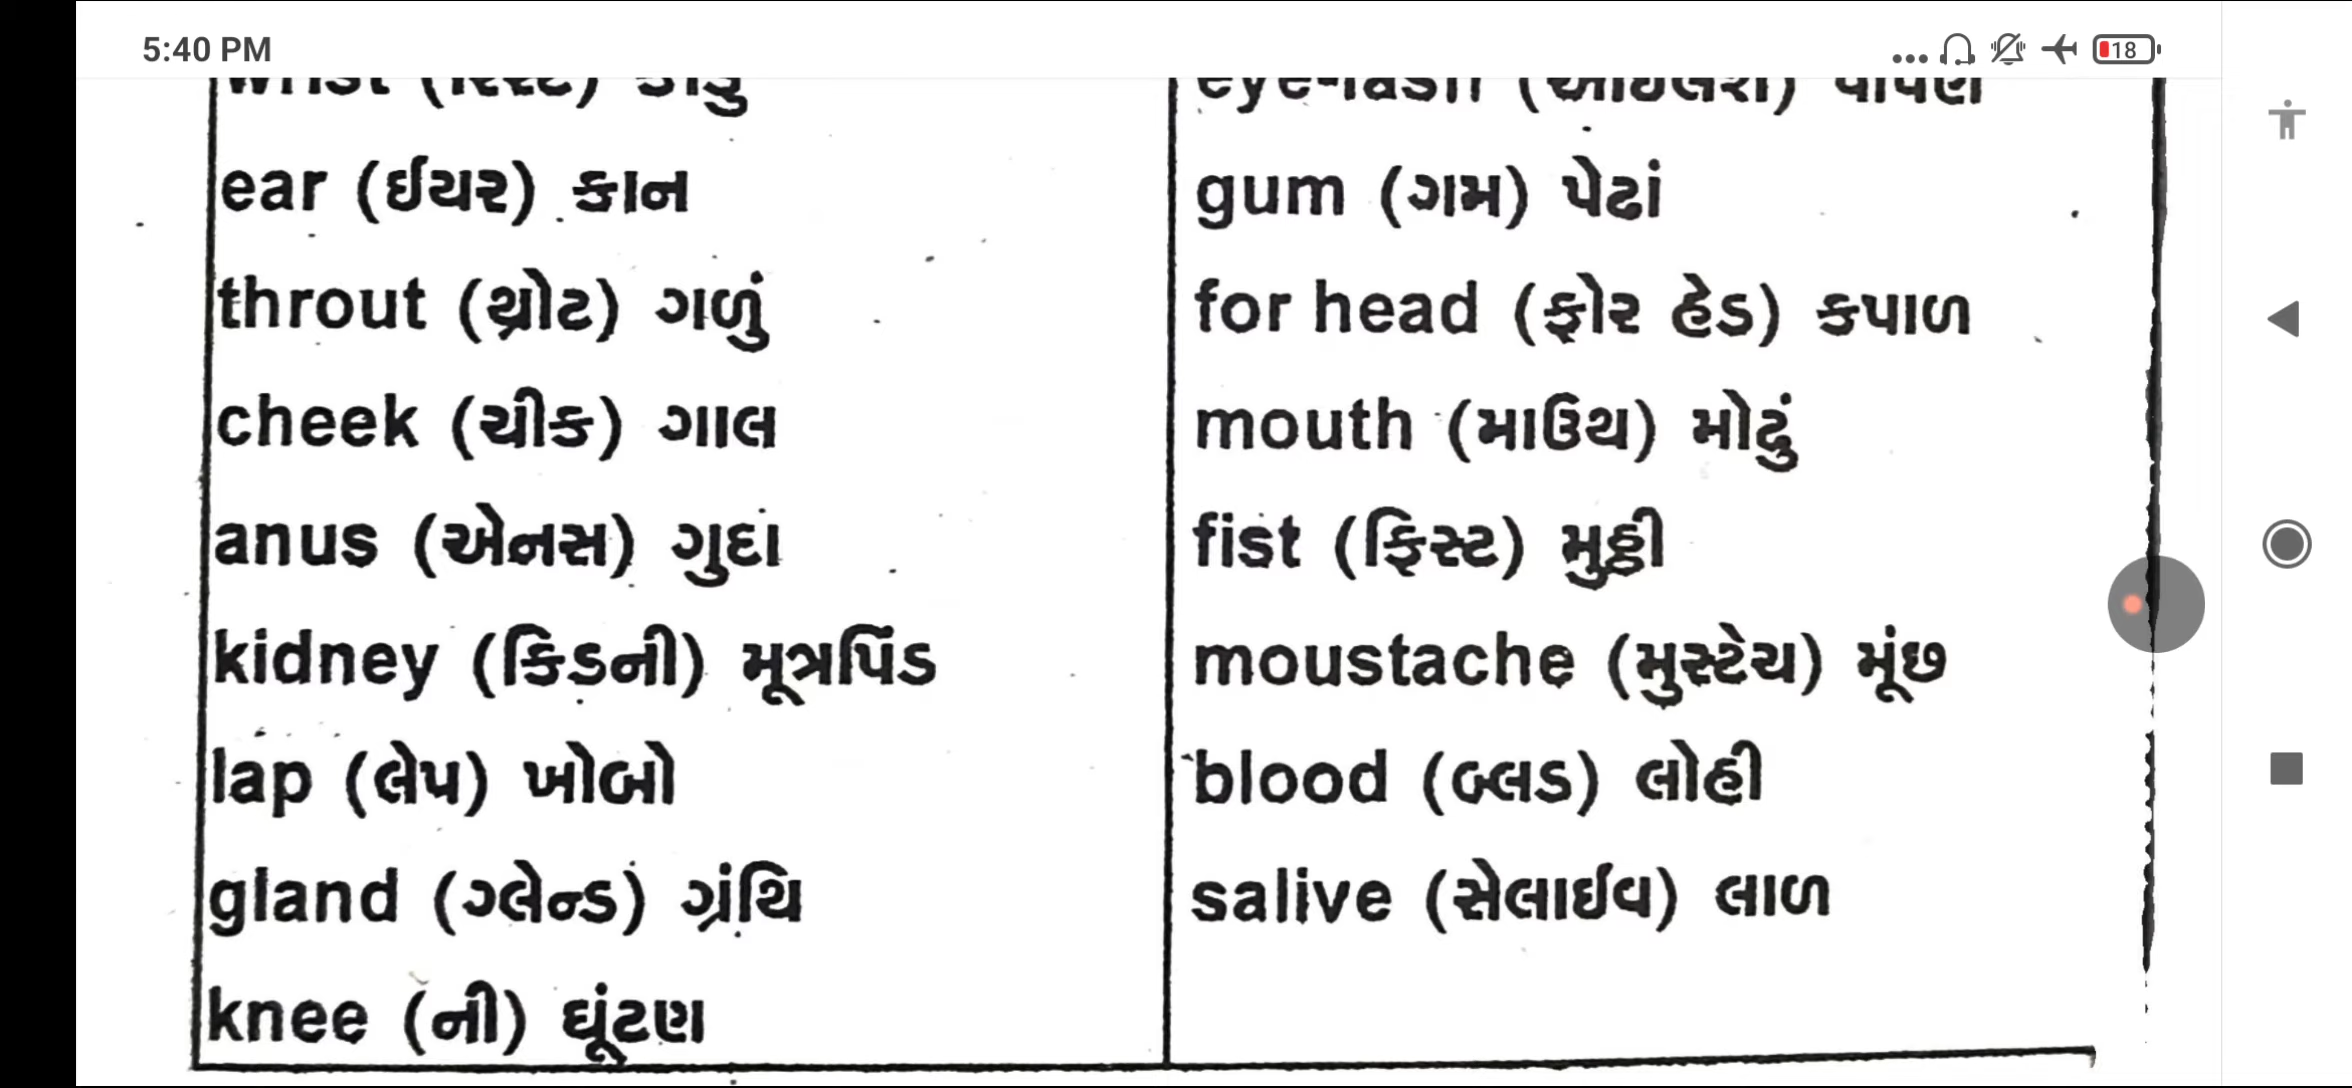 5:40 PM
18
ear (ઈયર) કાન
throut (થ્રોટ) ગળું
cheek (ચીક) ગાલ
anus (એનસ) ગુદા
kidney (કિડની) મૂત્રપિંડ
lap (લેપ) ખોબો
gland (ગ્લેન્ડ) ગ્રંથિ
knee (ની) ઘૂંટણ
gum (ગમ) પેઢાં
for head (ફોર હેડ) કપાળ
mouth (માઉથ) મોઢું
fist (ફિસ્ટ) મુઠ્ઠી
moustache (મુસ્ટેચ) મૂંછ
blood (બ્લડ) લોહી
salive (સેલાઈવ) લાળ